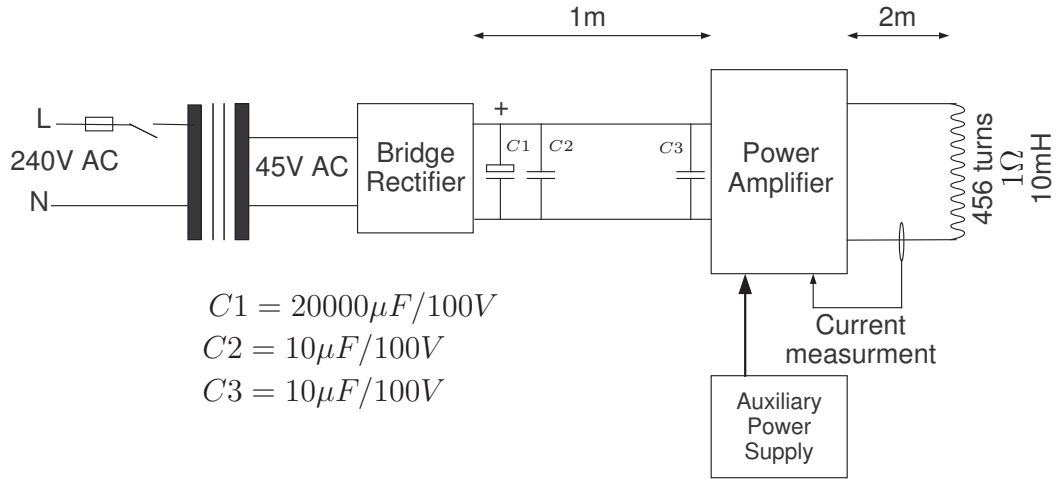 1m
2m
L
240V AC
N
45V AC
Bridge
Rectifier
+
C1
C2
C3
Power
Amplifier
456 turns
1Ω
10mH
C1 = 20000μF/100V
C2 = 10μF/100V
C3 = 10μF/100V
Current
measurment
Auxiliary
Power
Supply